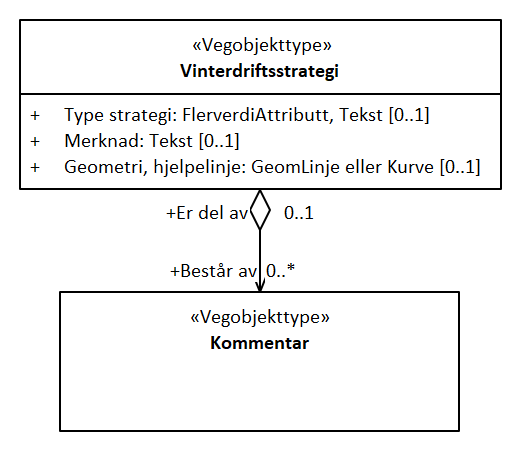 «Vegobjekttype»
Vinterdriftsstrategi
+ Type strategi: FlerverdiAttributt, Tekst [0..1]
+ Merknad: Tekst [0..1]
+ Geometri, hjelpelinje: GeomLinje eller Kurve [0..1]
+Er del av 0..1
+Består av 0..*
«Vegobjekttype»
Kommentar